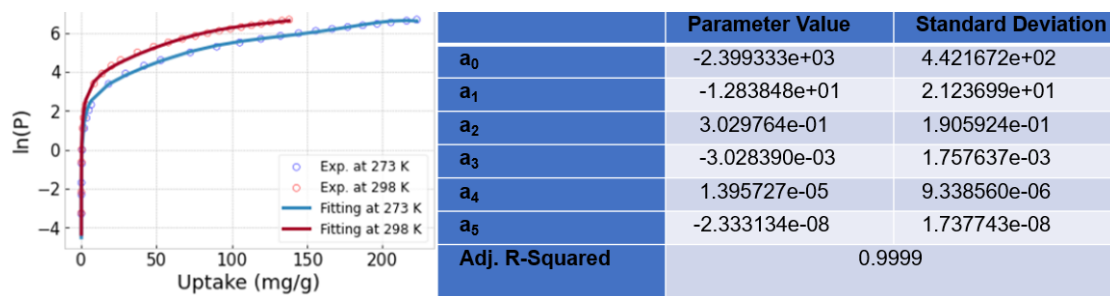 ln(P)
6
4
2
0
−2
−4
0
50
100
150
200
Uptake (mg/g)
Exp. at 273 K
Exp. at 298 K
Fitting at 273 K
Fitting at 298 K
Parameter Value Standard Deviation
a₀ -2.399333e+03 4.421672e+02
a₁ -1.283848e+01 2.123699e+01
a₂ 3.029764e-01 1.905924e-01
a₃ -3.028390e-03 1.757637e-03
a₄ 1.395727e-05 9.338560e-06
a₅ -2.333134e-08 1.737743e-08
Adj. R-Squared 0.9999